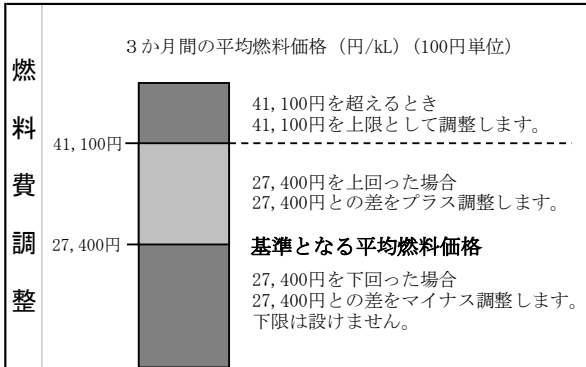 燃料費調整
３か月間の平均燃料価格（円/kL）（100円単位）
41,100円を超えるとき
41,100円を上限として調整します。
41,100円
27,400円を上回った場合
27,400円との差をプラス調整します。
27,400円
基準となる平均燃料価格
27,400円を下回った場合
27,400円との差をマイナス調整します。
下限は設けません。